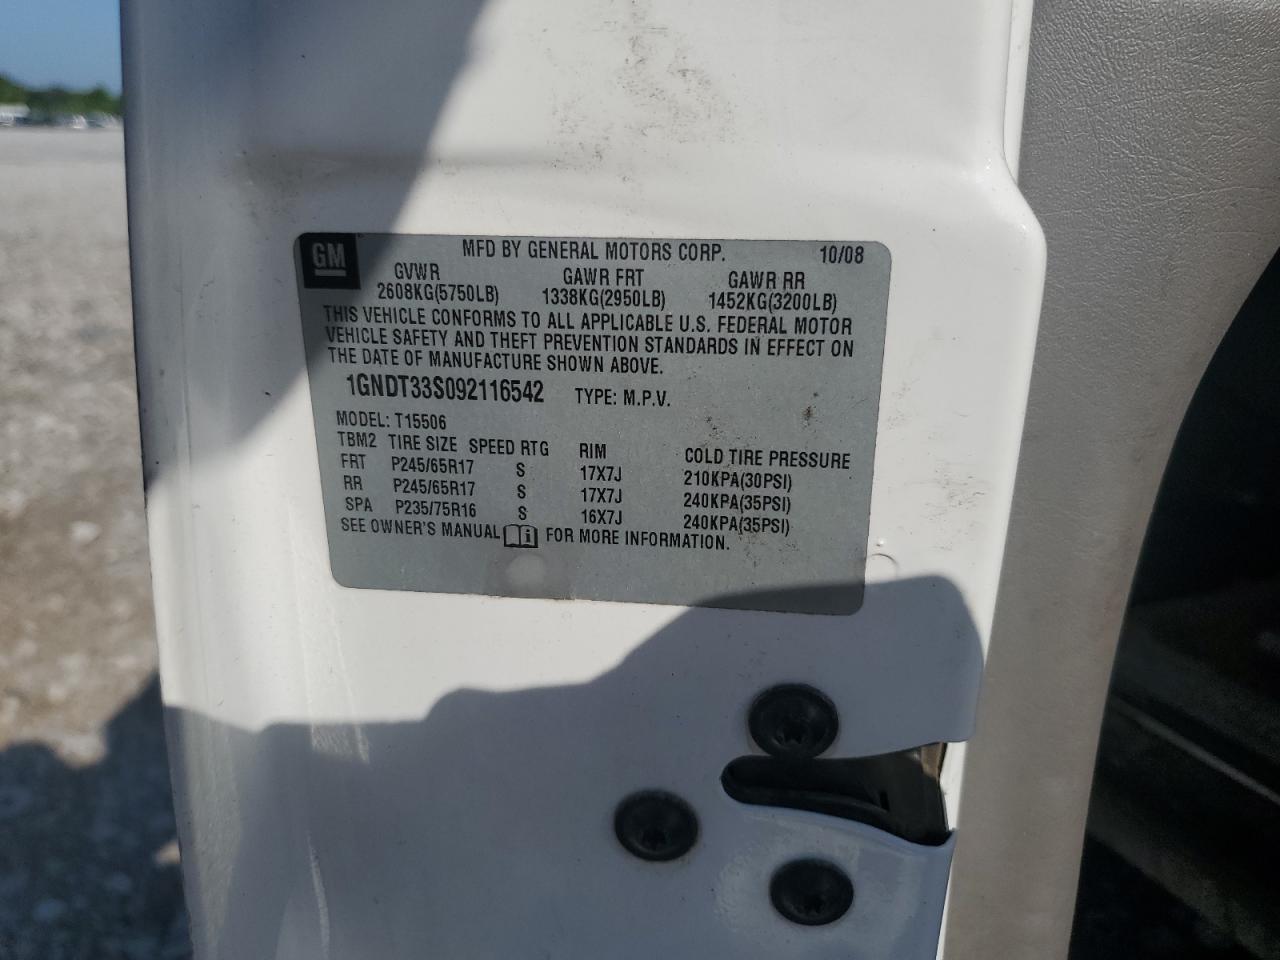 GM MFD BY GENERAL MOTORS CORP. 10/08
GVWR GAWR FRT GAWR RR
2608KG(5750LB) 1338KG(2950LB) 1452KG(3200LB)
THIS VEHICLE CONFORMS TO ALL APPLICABLE U.S. FEDERAL MOTOR
VEHICLE SAFETY AND THEFT PREVENTION STANDARDS IN EFFECT ON
THE DATE OF MANUFACTURE SHOWN ABOVE.
1GNDT33S092116542 TYPE: M.P.V.
MODEL: T15506
TBM2 TIRE SIZE SPEED RTG RIM COLD TIRE PRESSURE
FRT P245/65R17 S 17X7J 210KPA(30PSI)
RR P245/65R17 S 17X7J 240KPA(35PSI)
SPA P235/75R16 S 16X7J 240KPA(35PSI)
SEE OWNER'S MANUAL i FOR MORE INFORMATION.